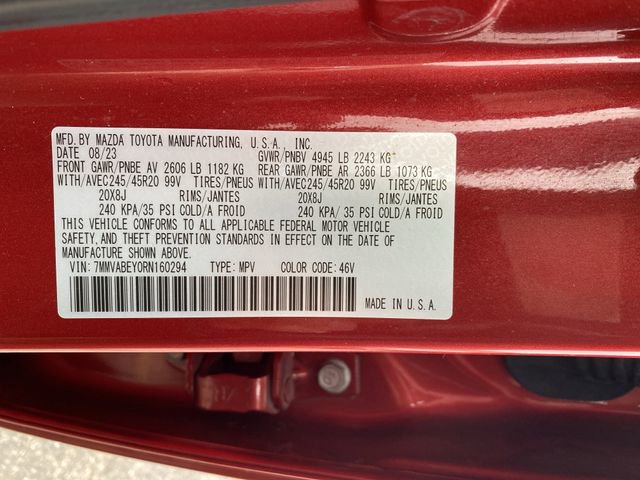 MFD. BY MAZDA TOYOTA MANUFACTURING, U.S.A., INC.
DATE 08/23 GVWR/PNBV 4945 LB 2243 KG
FRONT GAWR/PNBE AV 2606 LB 1182 KG REAR GAWR/PNBE AR 2366 LB 1073 KG
WITH/AVEC245/45R20 99V TIRES/PNEUS WITH/AVEC 245/45R20 99V TIRES/PNEUS
20X8J RIMS/JANTES 20X8J RIMS/JANTES
240 KPA/35 PSI COLD/A FROID 240 KPA/ 35 PSI COLD/A FROID
THIS VEHICLE CONFORMS TO ALL APPLICABLE FEDERAL MOTOR VEHICLE
SAFETY, AND THEFT PREVENTION STANDARDS IN EFFECT ON THE DATE OF
MANUFACTURE SHOWN ABOVE.
VIN: 7MMVABEY0RN160294 TYPE: MPV COLOR CODE: 46V
MADE IN U.S.A.